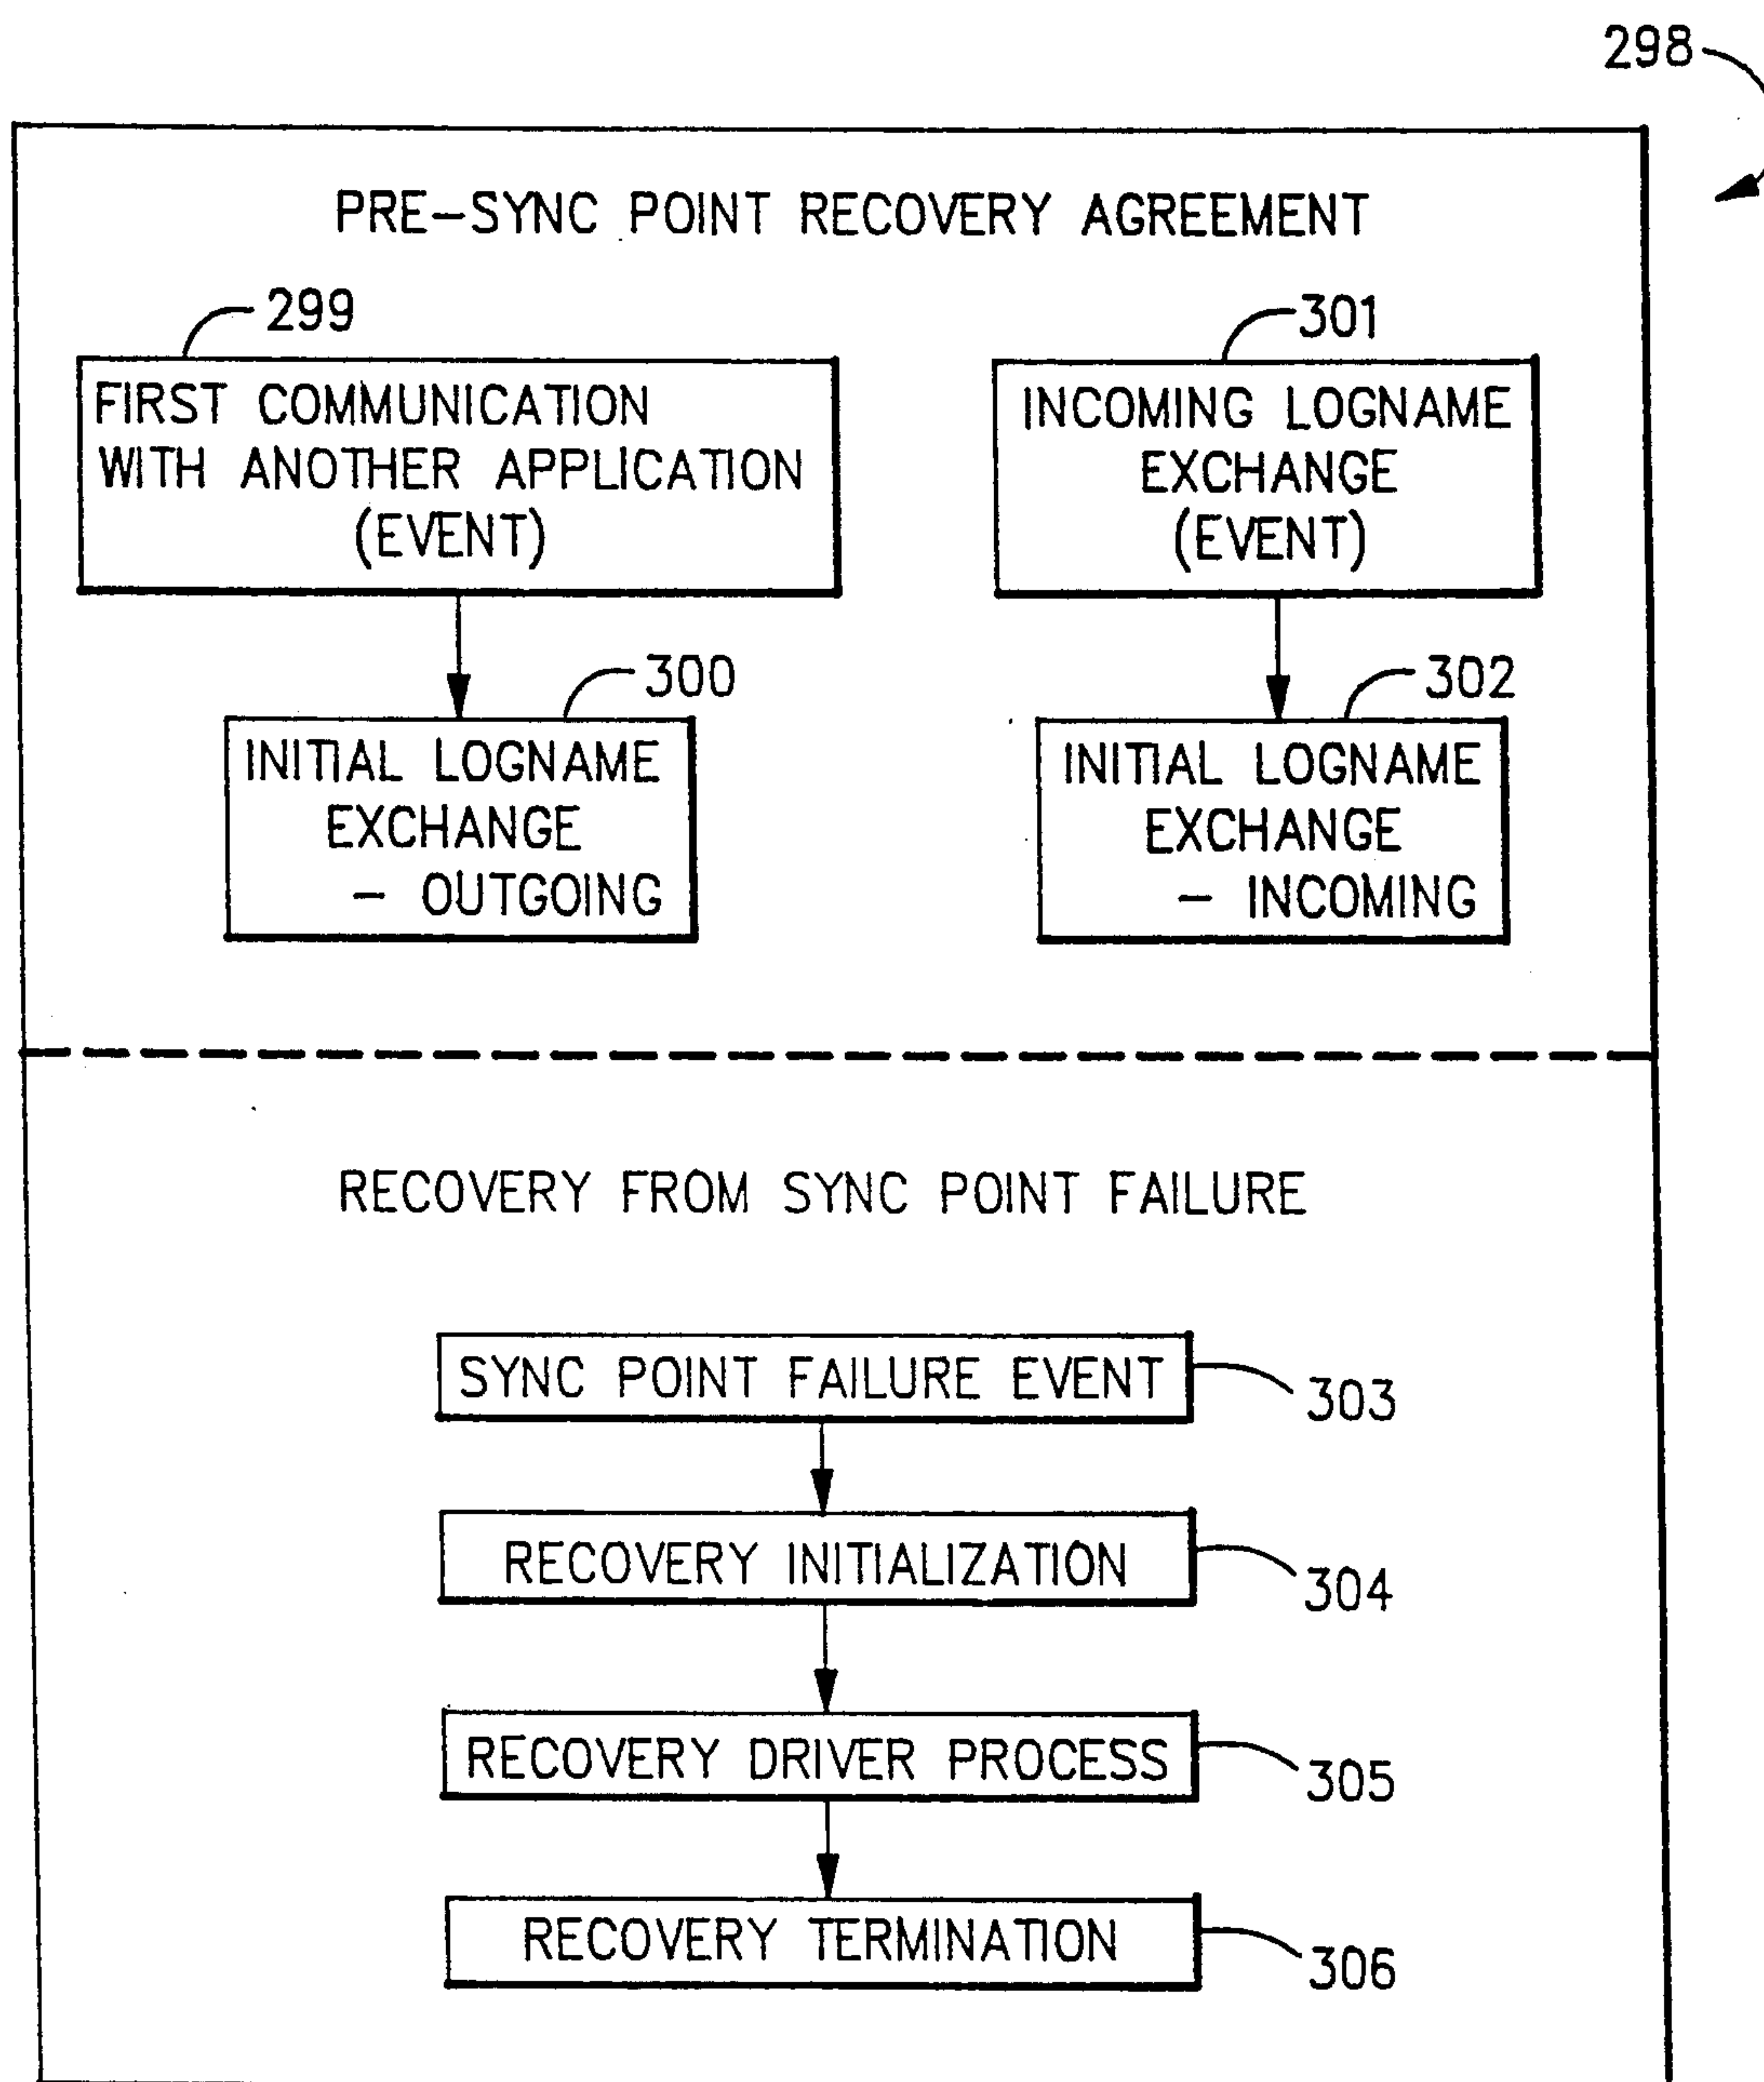 298
PRE-SYNC POINT RECOVERY AGREEMENT
299
FIRST COMMUNICATION
WITH ANOTHER APPLICATION
(EVENT)
301
INCOMING LOGNAME
EXCHANGE
(EVENT)
300
INITIAL LOGNAME
EXCHANGE
- OUTGOING
302
INITIAL LOGNAME
EXCHANGE
- INCOMING
RECOVERY FROM SYNC POINT FAILURE
SYNC POINT FAILURE EVENT
303
RECOVERY INITIALIZATION
304
RECOVERY DRIVER PROCESS
305
RECOVERY TERMINATION
306